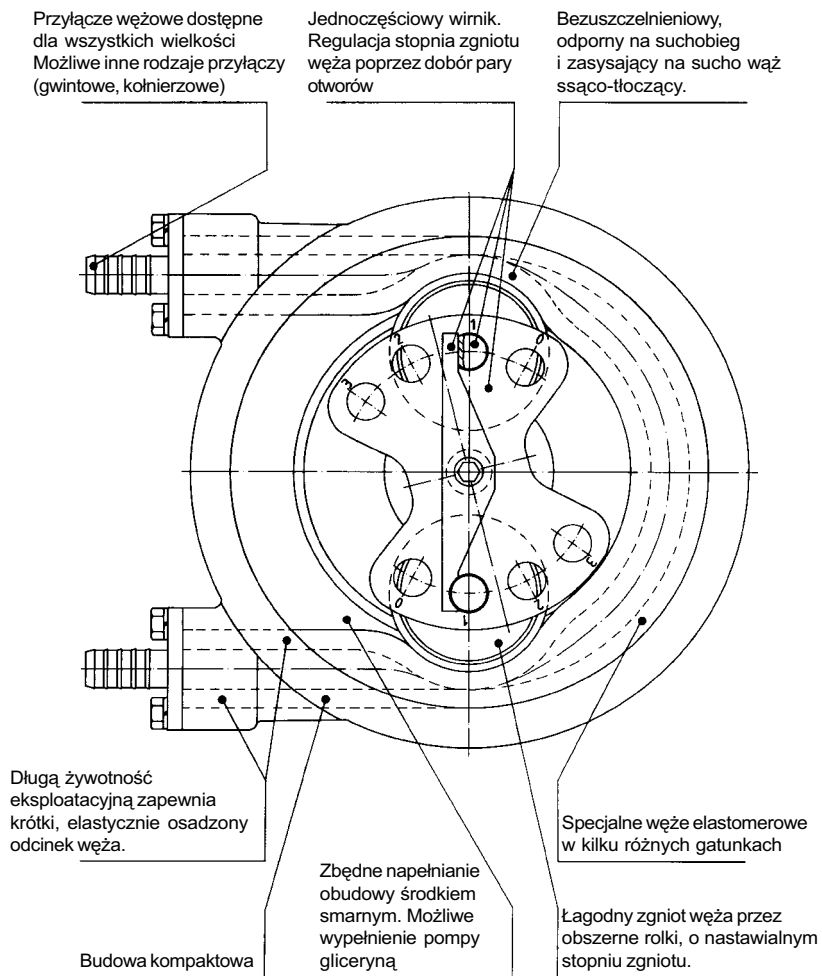 Przyłącze wężowe dostępne
dla wszystkich wielkości
Możliwe inne rodzaje przyłączy
(gwintowe, kołnierzowe)
Jednoczęściowy wirnik.
Regulacja stopnia zgniotu
węża poprzez dobór pary
otworów
Bezuszczelnieniowy,
odporny na suchobieg
i zasysający na sucho wąż
ssąco-tłoczący.
1
2
0
3
3
0
2
1
Długą żywotność
eksploatacyjną zapewnia
krótki, elastycznie osadzony
odcinek węża.
Specjalne węże elastomerowe
w kilku różnych gatunkach
Zbędne napełnianie
obudowy środkiem
smarnym. Możliwe
wypełnienie pompy
gliceryną
Łagodny zgniot węża przez
obszerne rolki, o nastawialnym
stopniu zgniotu.
Budowa kompaktowa